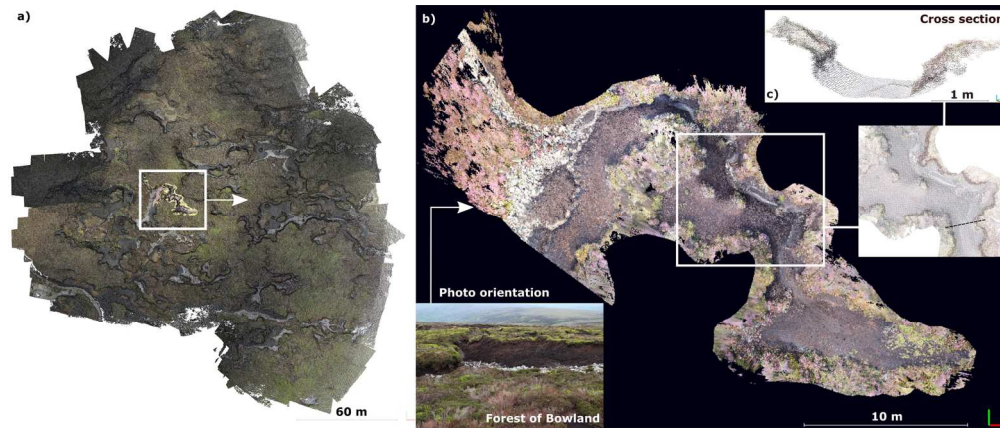 a)
60 m
b)
Photo orientation
Forest of Bowland
10 m
Cross section
c)
1 m